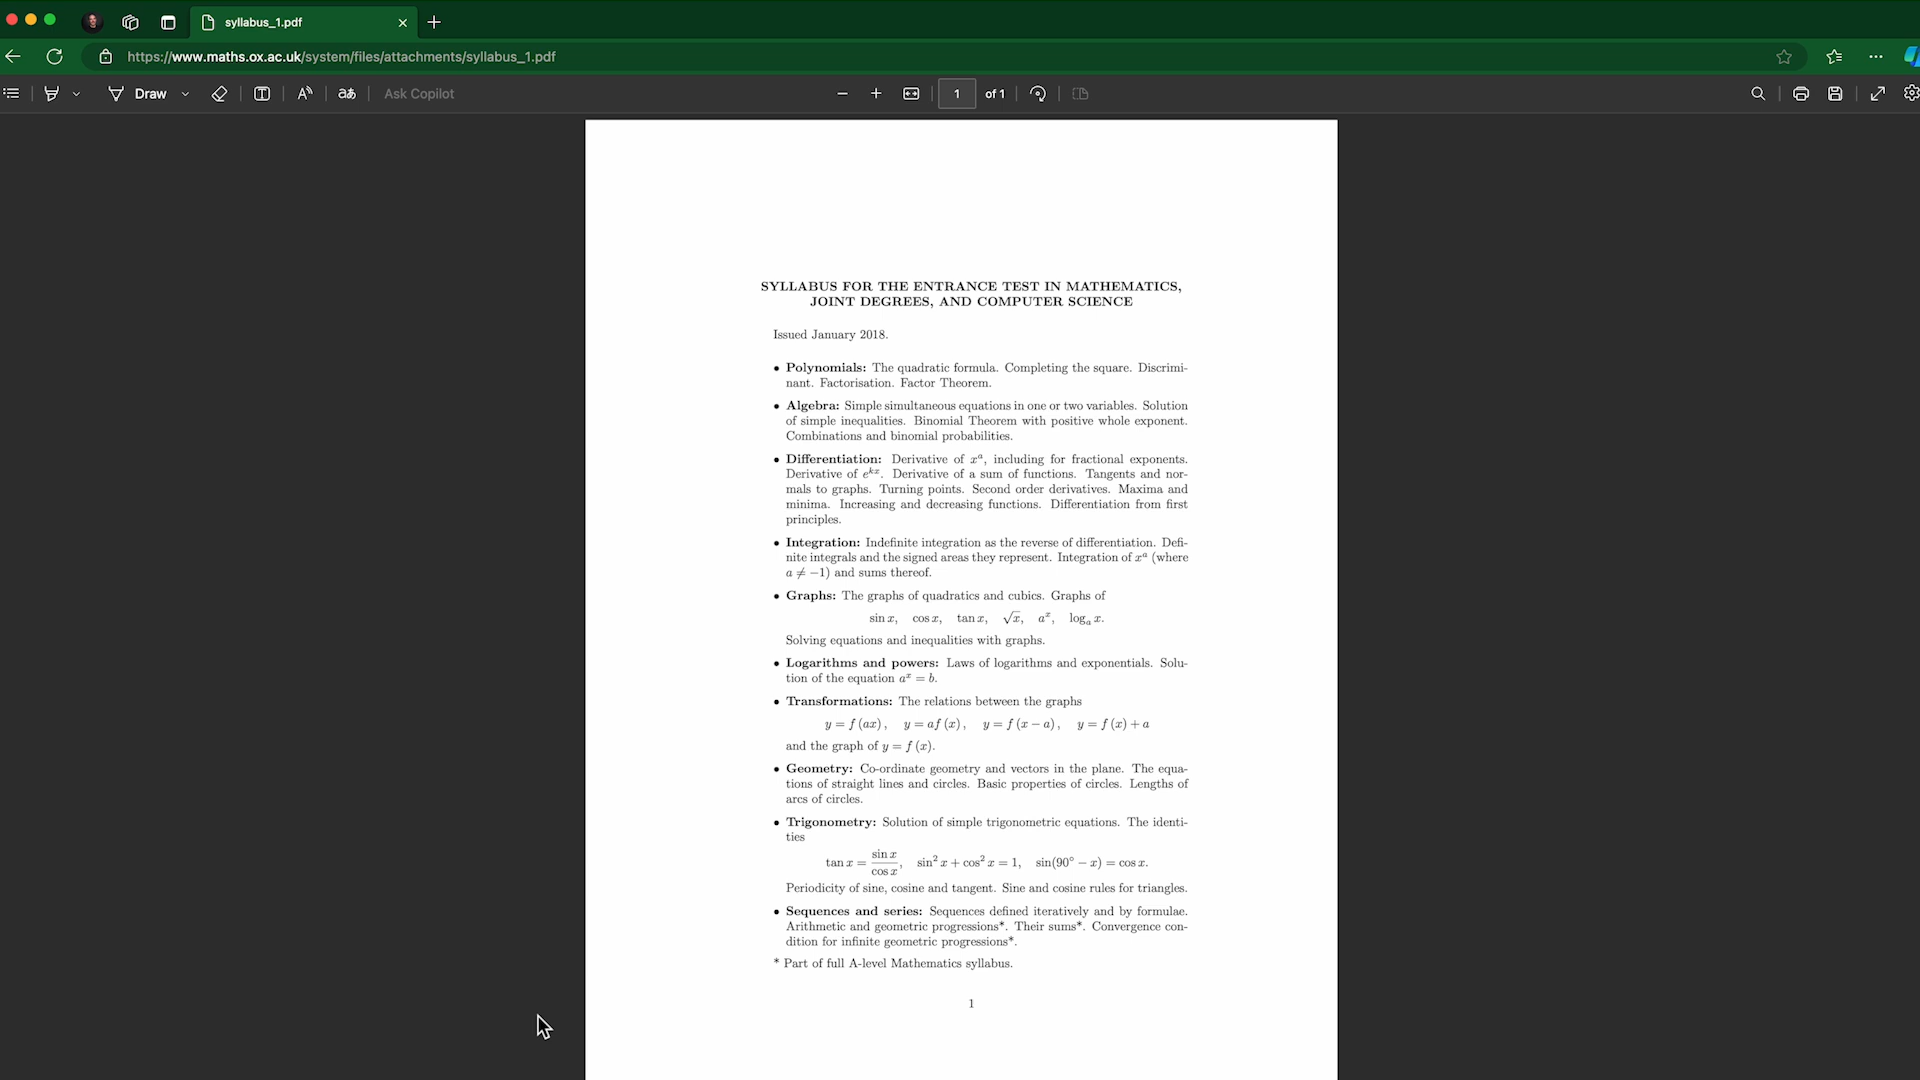 syllabus_1.pdf
https://www.maths.ox.ac.uk/system/files/attachments/syllabus_1.pdf
Draw
Ask Copilot
1 of 1
SYLLABUS FOR THE ENTRANCE TEST IN MATHEMATICS,
JOINT DEGREES, AND COMPUTER SCIENCE
Issued January 2018.
• Polynomials: The quadratic formula. Completing the square. Discrimi-
nant. Factorisation. Factor Theorem.
• Algebra: Simple simultaneous equations in one or two variables. Solution
of simple inequalities. Binomial Theorem with positive whole exponent.
Combinations and binomial probabilities.
• Differentiation: Derivative of xᵃ, including for fractional exponents.
Derivative of eᵏˣ. Derivative of a sum of functions. Tangents and nor-
mals to graphs. Turning points. Second order derivatives. Maxima and
minima. Increasing and decreasing functions. Differentiation from first
principles.
• Integration: Indefinite integration as the reverse of differentiation. Defi-
nite integrals and the signed areas they represent. Integration of xᵃ (where
a ≠ −1) and sums thereof.
• Graphs: The graphs of quadratics and cubics. Graphs of
sin x, cos x, tan x, √x, aˣ, logₐ x.
Solving equations and inequalities with graphs.
• Logarithms and powers: Laws of logarithms and exponentials. Solu-
tion of the equation aˣ = b.
• Transformations: The relations between the graphs
y = f (ax), y = af (x), y = f (x − a), y = f (x) + a
and the graph of y = f (x).
• Geometry: Co-ordinate geometry and vectors in the plane. The equa-
tions of straight lines and circles. Basic properties of circles. Lengths of
arcs of circles.
• Trigonometry: Solution of simple trigonometric equations. The identi-
ties
tan x = sin x / cos x, sin² x + cos² x = 1, sin(90° − x) = cos x.
Periodicity of sine, cosine and tangent. Sine and cosine rules for triangles.
• Sequences and series: Sequences defined iteratively and by formulae.
Arithmetic and geometric progressions*. Their sums*. Convergence con-
dition for infinite geometric progressions*.
* Part of full A-level Mathematics syllabus.
1